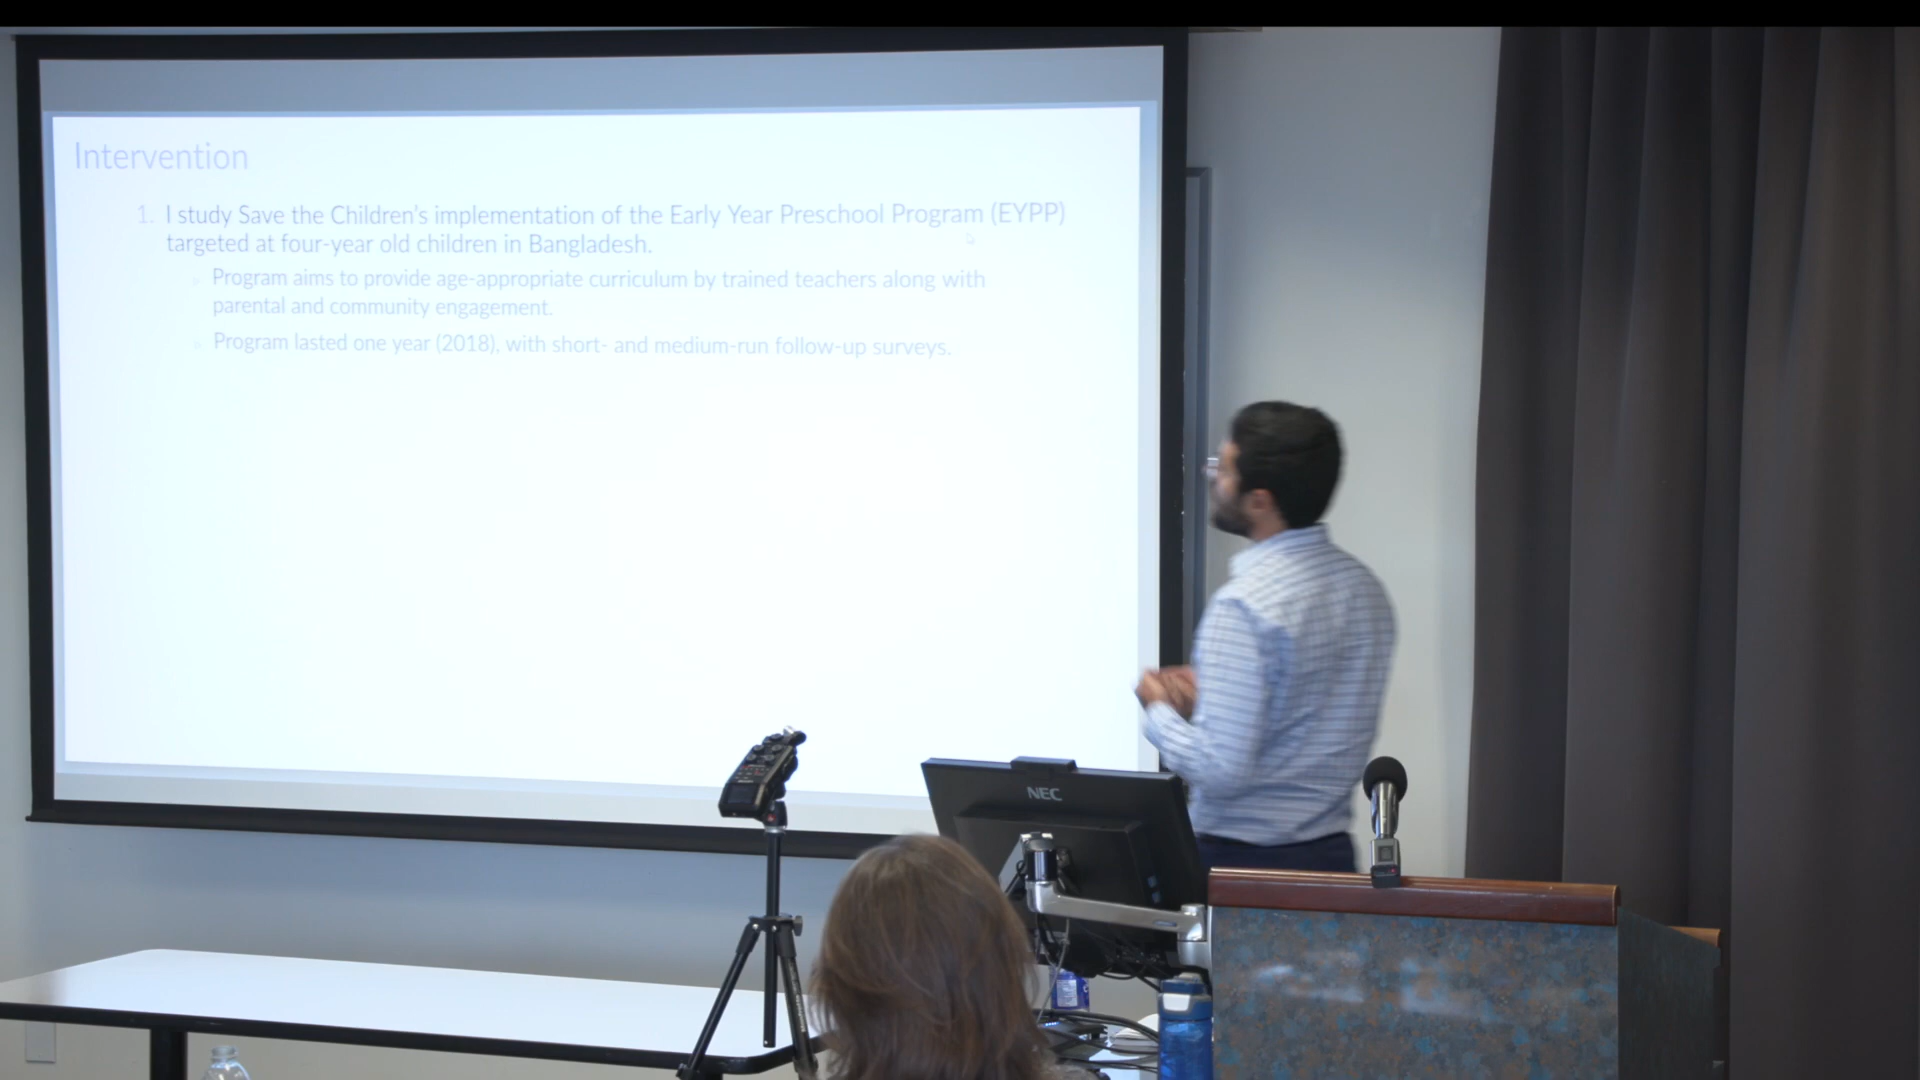 Intervention
1. I study Save the Children's implementation of the Early Year Preschool Program (EYPP)
targeted at four-year old children in Bangladesh.
Program aims to provide age-appropriate curriculum by trained teachers along with
parental and community engagement.
Program lasted one year (2018), with short- and medium-run follow-up surveys.
NEC